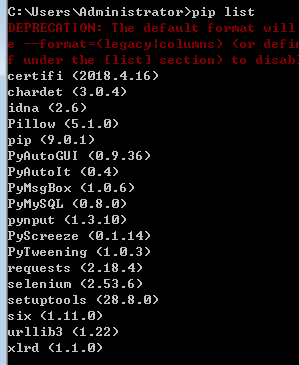 C:\Users\Administrator>pip list
DEPRECATION: The default format will
e --format=(legacy|columns) (or defin
f under the [list] section) to disabl
certifi (2018.4.16)
chardet (3.0.4)
idna (2.6)
Pillow (5.1.0)
pip (9.0.1)
PyAutoGUI (0.9.36)
PyAutoIt (0.4)
PyMsgBox (1.0.6)
PyMySQL (0.8.0)
pynput (1.3.10)
PyScreeze (0.1.14)
PyTweening (1.0.3)
requests (2.18.4)
selenium (2.53.6)
setuptools (28.8.0)
six (1.11.0)
urllib3 (1.22)
xlrd (1.1.0)